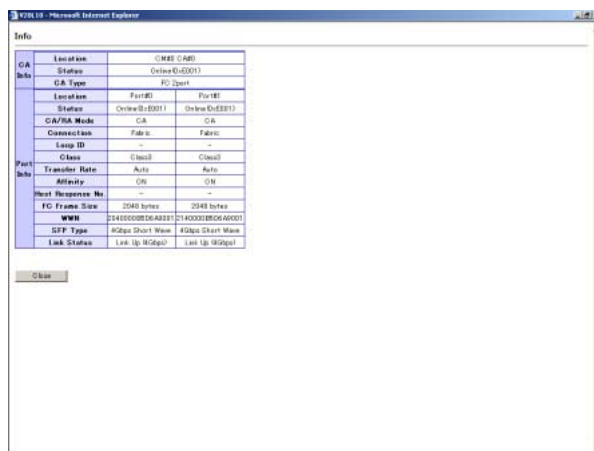 V20L10 - Microsoft Internet Explorer
Info
CA Info
Location CM#0 CA#0
Status Online(0xE001)
CA Type FC 2port
Port Info
Location Port#0 Port#1
Status Online(0xE001) Online(0xE001)
CA/RA Mode CA CA
Connection Fabric Fabric
Loop ID - -
Class Class3 Class3
Transfer Rate Auto Auto
Affinity ON ON
Host Response No. - -
FC Frame Size 2048 bytes 2048 bytes
WWN
SFP Type 4Gbps Short Wave 4Gbps Short Wave
Link Status Link Up (4Gbps) Link Up (4Gbps)
Close